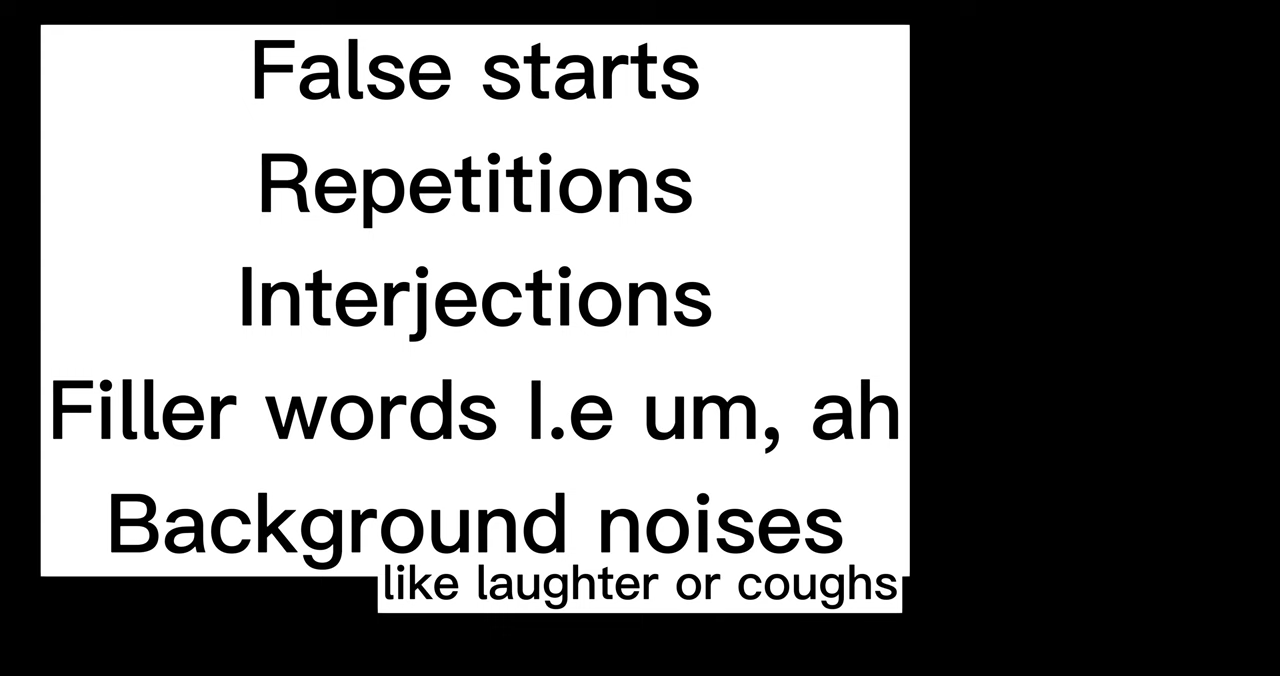 False starts
Repetitions
Interjections
Filler words I.e um, ah
Background noises
like laughter or coughs